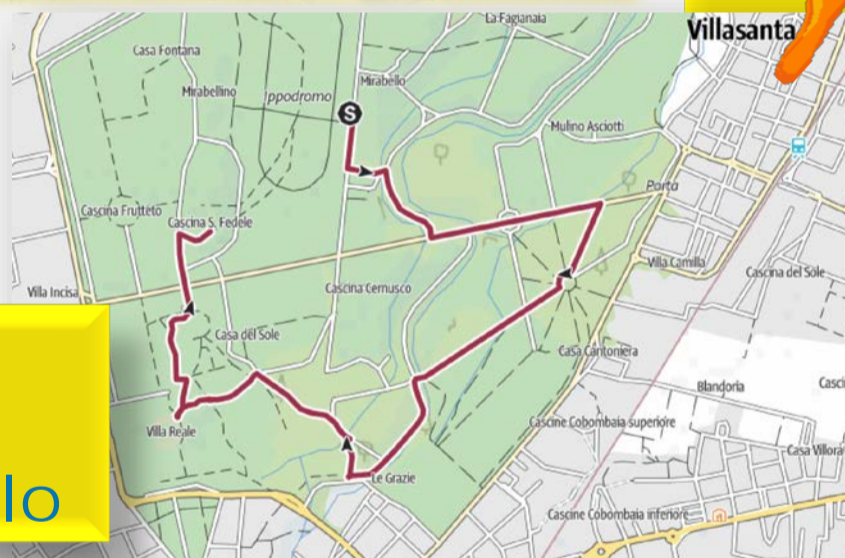 La Fagianaia
Villasanta
Casa Fontana
Mirabello
Mirabellino
Ippodromo
S
Mulino Asciotti
Porta
Cascina Frutteto
Cascina S. Fedele
Villa Camilla
Cascina del Sole
Villa Incisa
Cascina Cernusco
Casa del Sole
Casa Cantoniera
Blandoria
Casci
Villa Reale
Cascine Cobombaia superiore
Casa Villora
Le Grazie
lo
Cascine Cobombaia inferiore